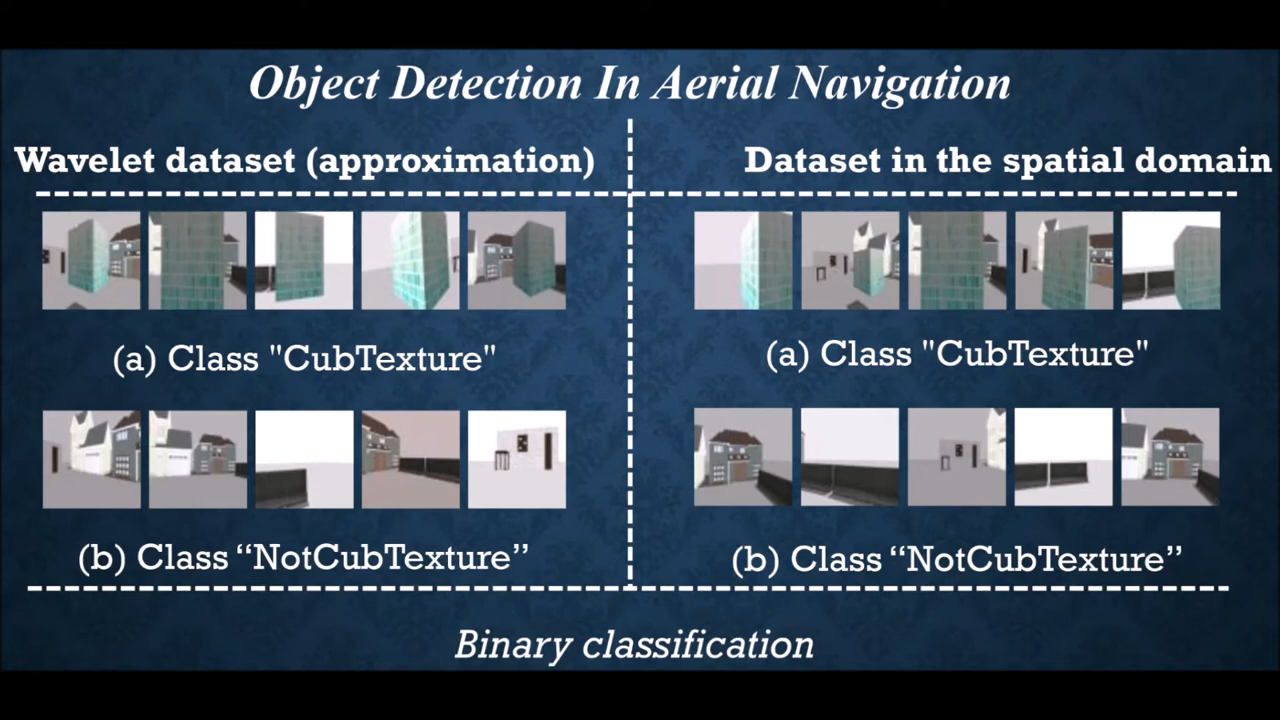 Object Detection In Aerial Navigation
Wavelet dataset (approximation)
(a) Class "CubTexture"
(b) Class “NotCubTexture”
Dataset in the spatial domain
(a) Class "CubTexture"
(b) Class “NotCubTexture”
Binary classification